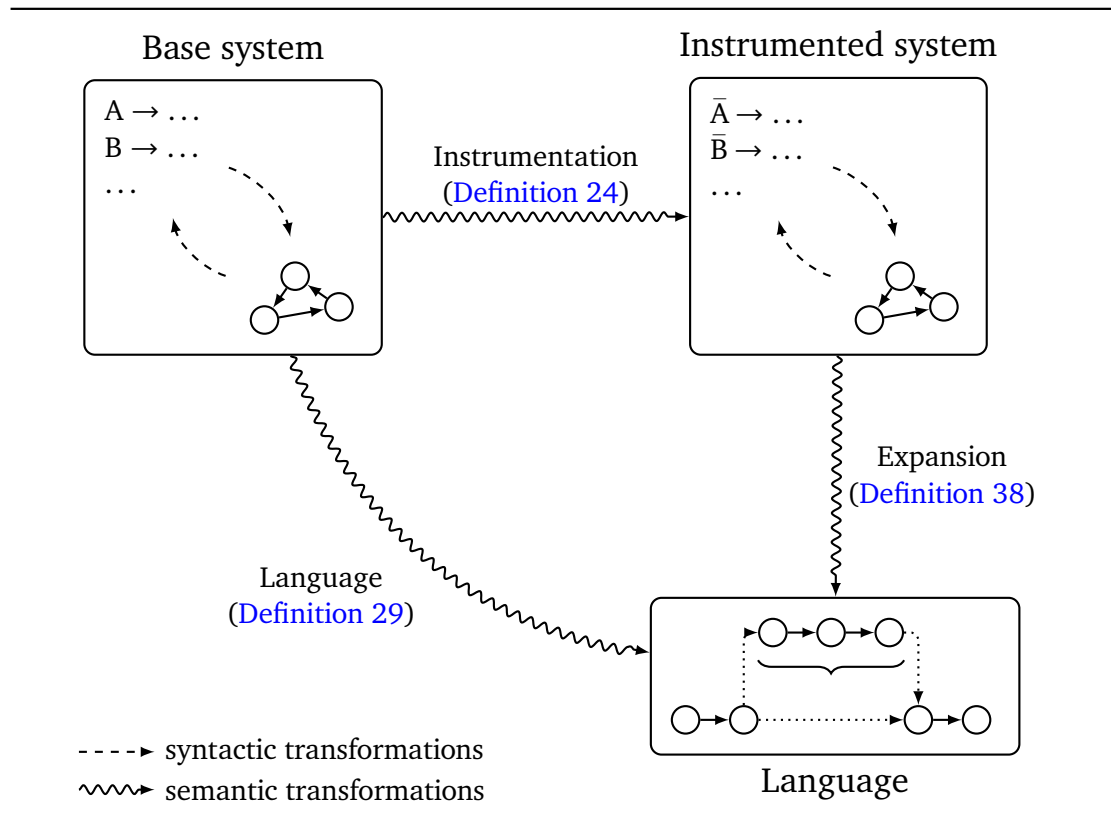 Base system
Instrumented system
A → ...
B → ...
...
Instrumentation
(Definition 24)
Ā → ...
B̄ → ...
...
Expansion
(Definition 38)
Language
(Definition 29)
syntactic transformations
semantic transformations
Language